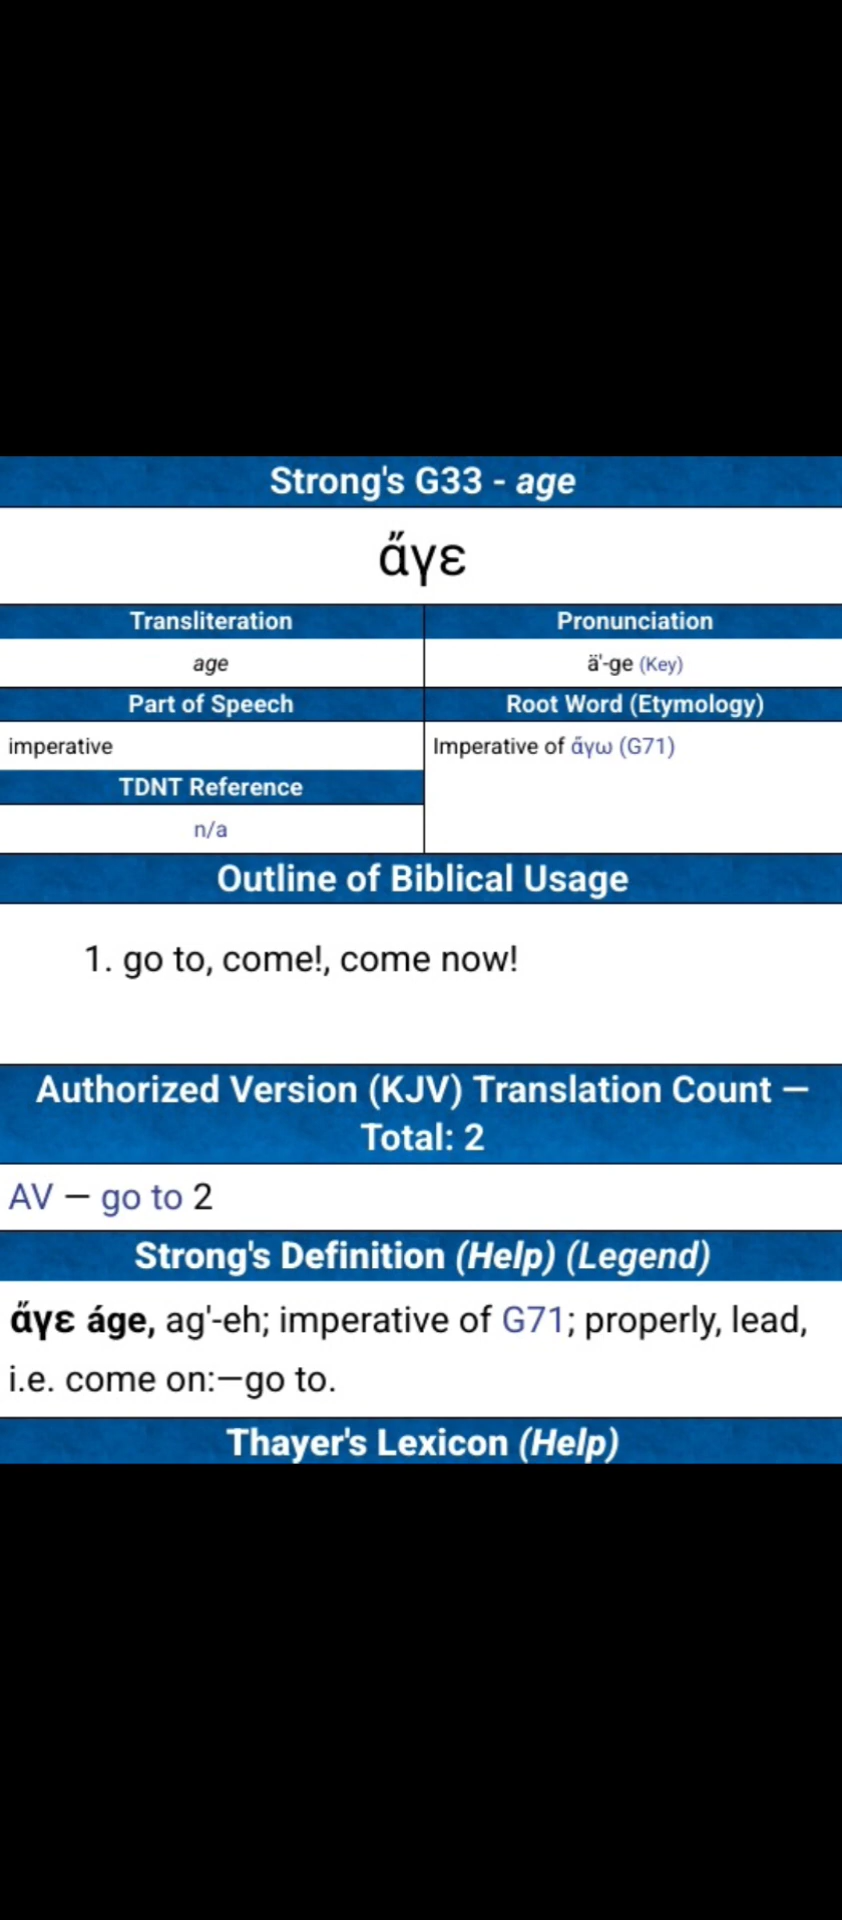 Strong's G33 - age
ἄγε
Transliteration
Pronunciation
age
ä'-ge (Key)
Part of Speech
Root Word (Etymology)
imperative
Imperative of ἄγω (G71)
TDNT Reference
n/a
Outline of Biblical Usage
1. go to, come!, come now!
Authorized Version (KJV) Translation Count —
Total: 2
AV — go to 2
Strong's Definition (Help) (Legend)
ἄγε áge, ag'-eh; imperative of G71; properly, lead,
i.e. come on:—go to.
Thayer's Lexicon (Help)